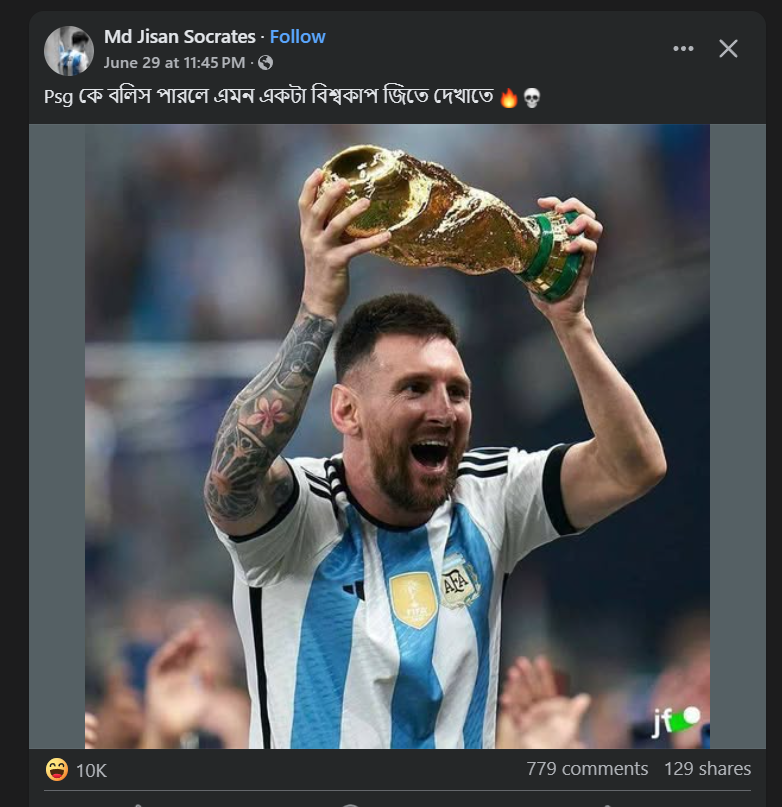 Md Jisan Socrates · Follow
June 29 at 11:45 PM ·
Psg কে বলিস পারলে এমন একটা বিশ্বকাপ জিতে দেখাতে 🔥💀
FIFA
AFA
jf
😆 10K 779 comments 129 shares